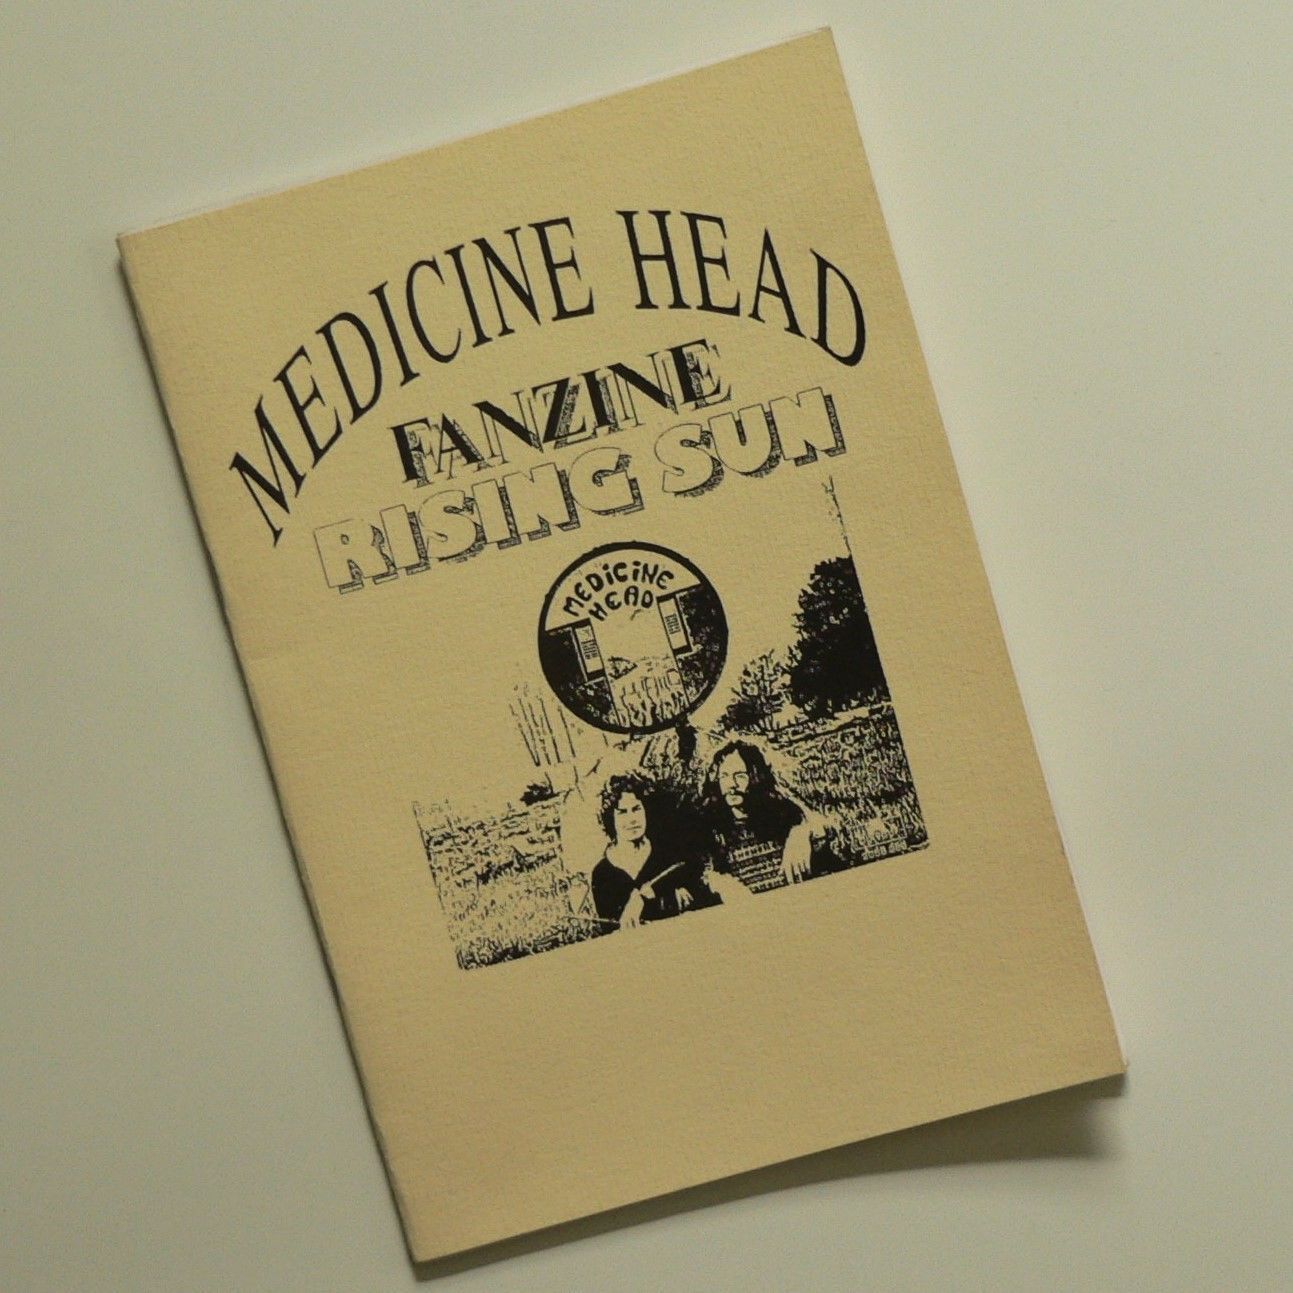 MEDICINE HEAD
FANZINE
RISING SUN
MEDICINE
HEAD